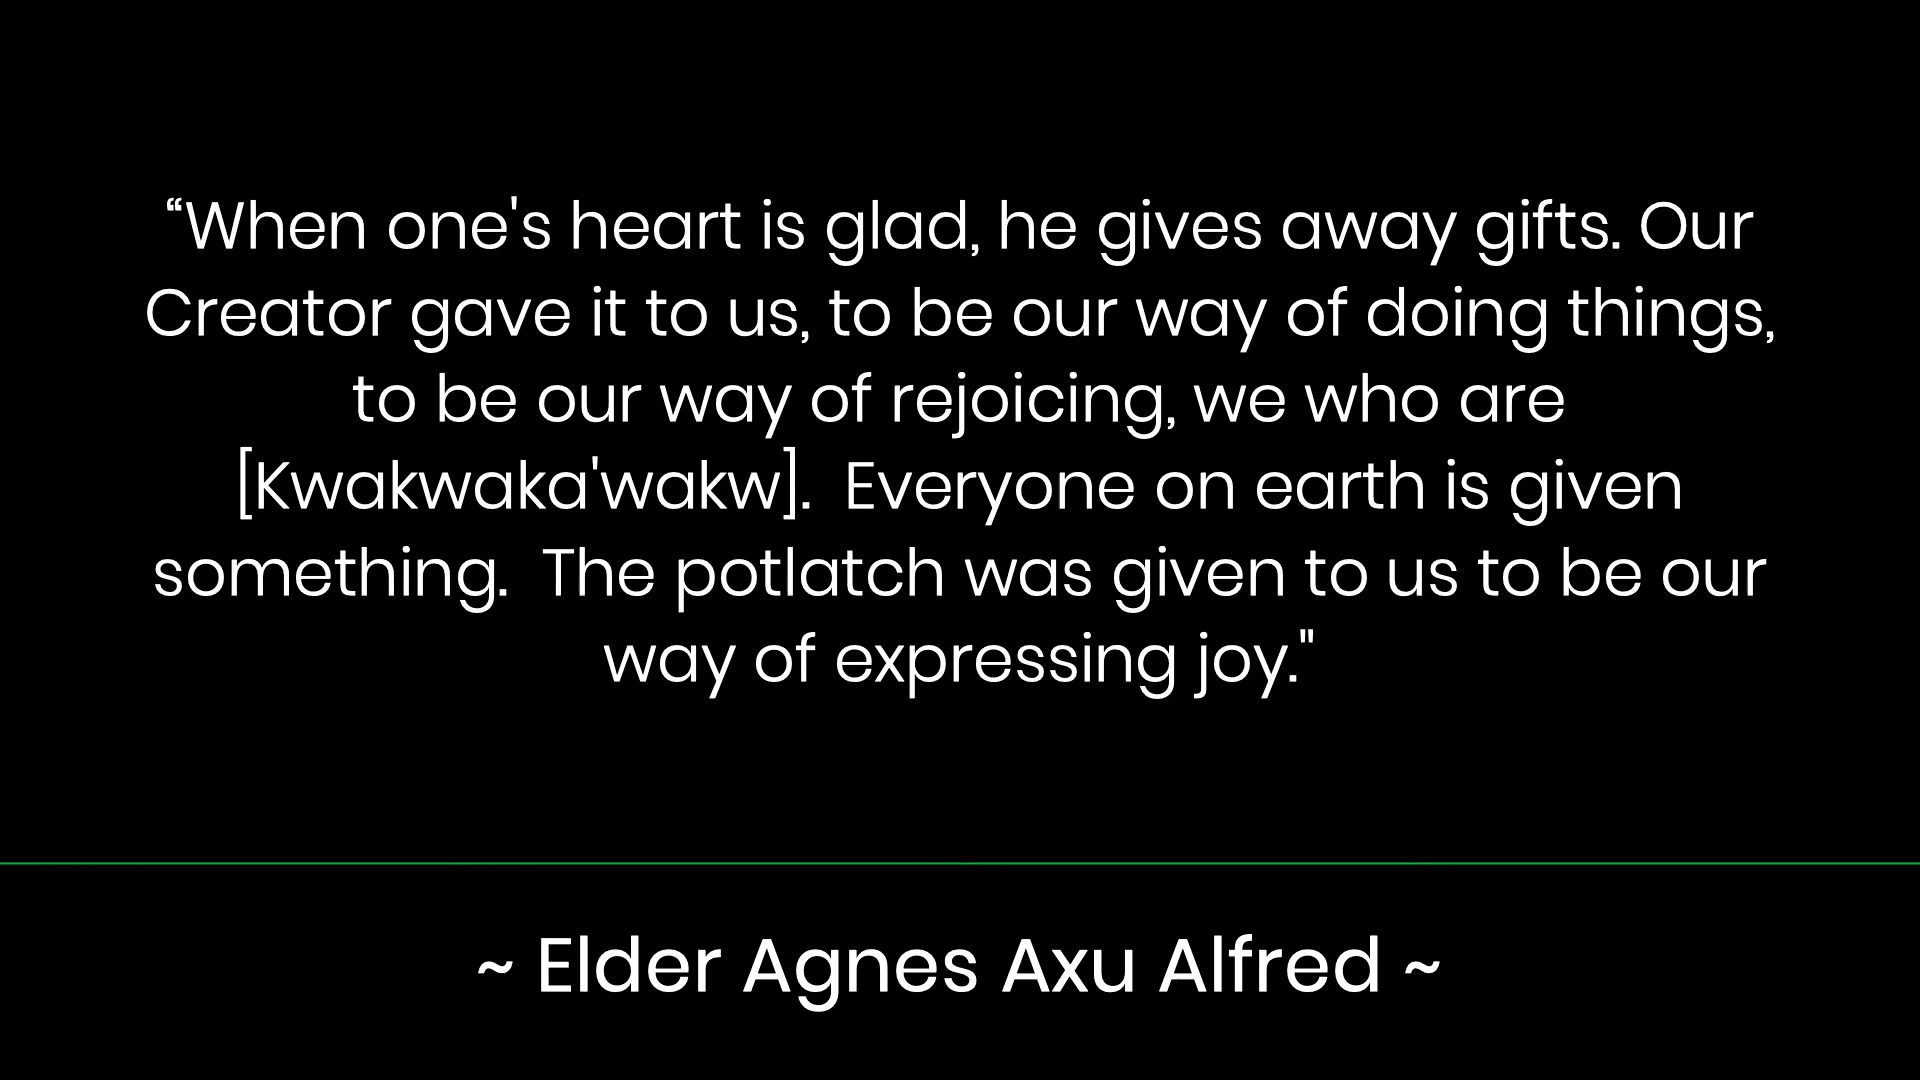 “When one's heart is glad, he gives away gifts. Our
Creator gave it to us, to be our way of doing things,
to be our way of rejoicing, we who are
[Kwakwaka'wakw].  Everyone on earth is given
something.  The potlatch was given to us to be our
way of expressing joy."
~ Elder Agnes Axu Alfred ~